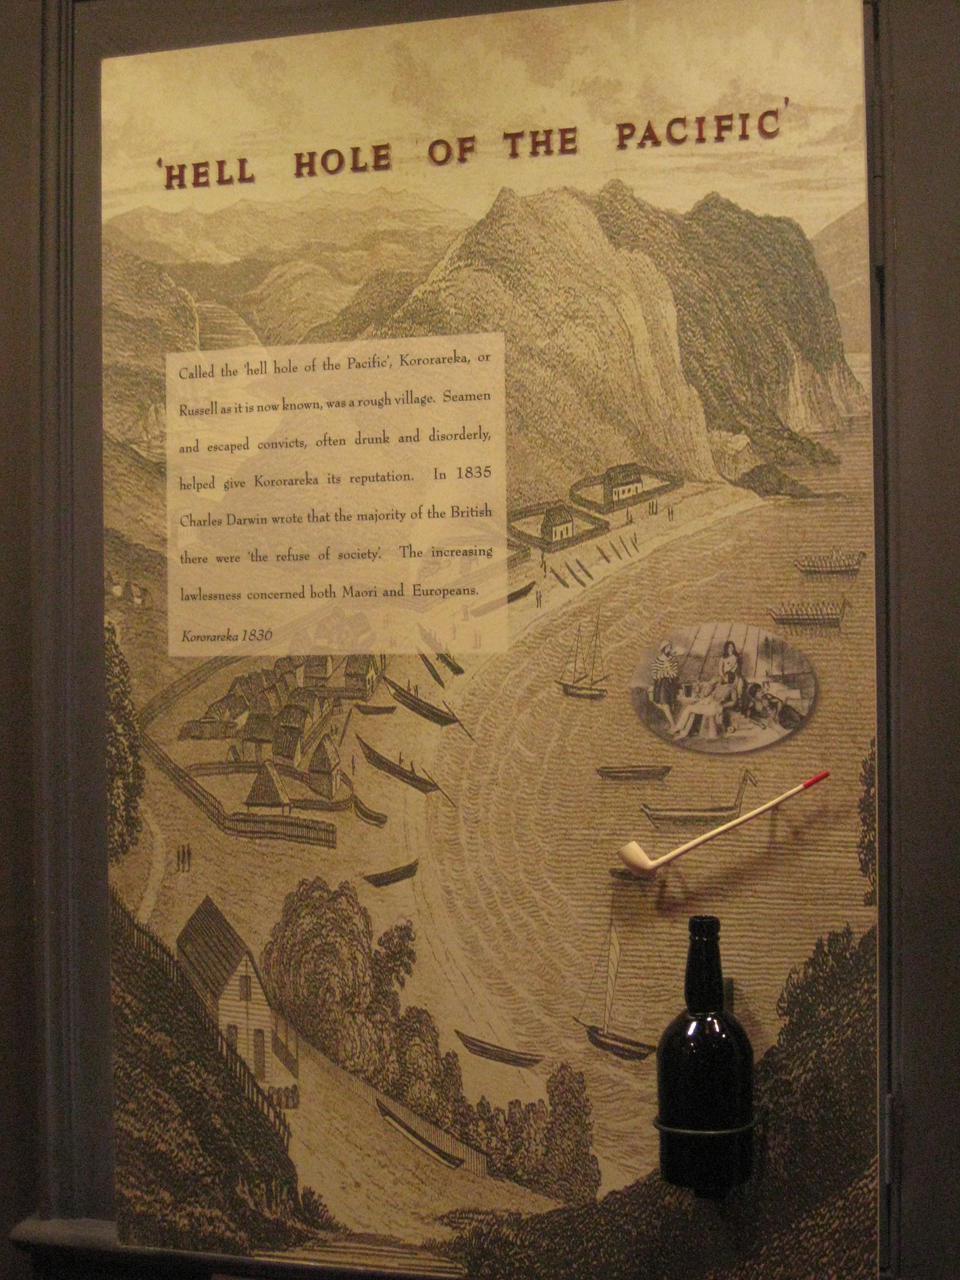 'HELL HOLE OF THE PACIFIC'
Called the 'hell hole of the Pacific', Kororareka, or
Russell as it is now known, was a rough village. Seamen
and escaped convicts, often drunk and disorderly,
helped give Kororareka its reputation. In 1835
Charles Darwin wrote that the majority of the British
there were 'the refuse of society'. The increasing
lawlessness concerned both Maori and Europeans.
Kororareka 1836